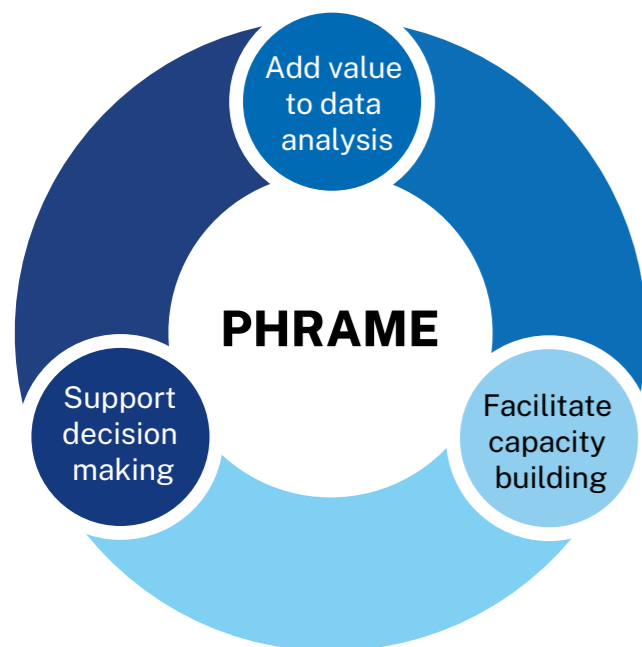 Add value
to data
analysis
PHRAME
Support
decision
making
Facilitate
capacity
building